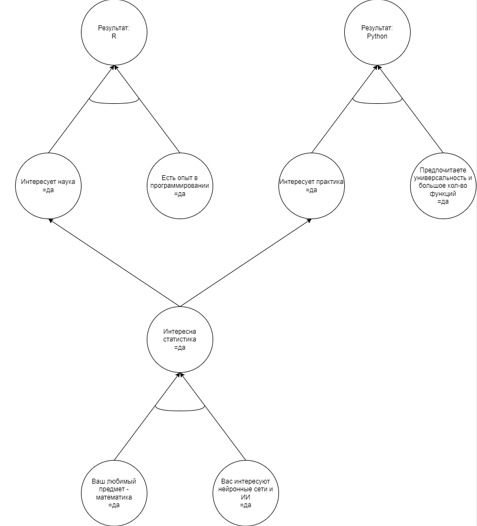 Результат:
R
Результат:
Python
Интересует наука
=да
Есть опыт в
программировании
=да
Интересует практика
=да
Предпочитаете
универсальность и
большое кол-во
функций
=да
Интересна
статистика
=да
Ваш любимый
предмет -
математика
=да
Вас интересуют
нейронные сети и
ИИ
=да